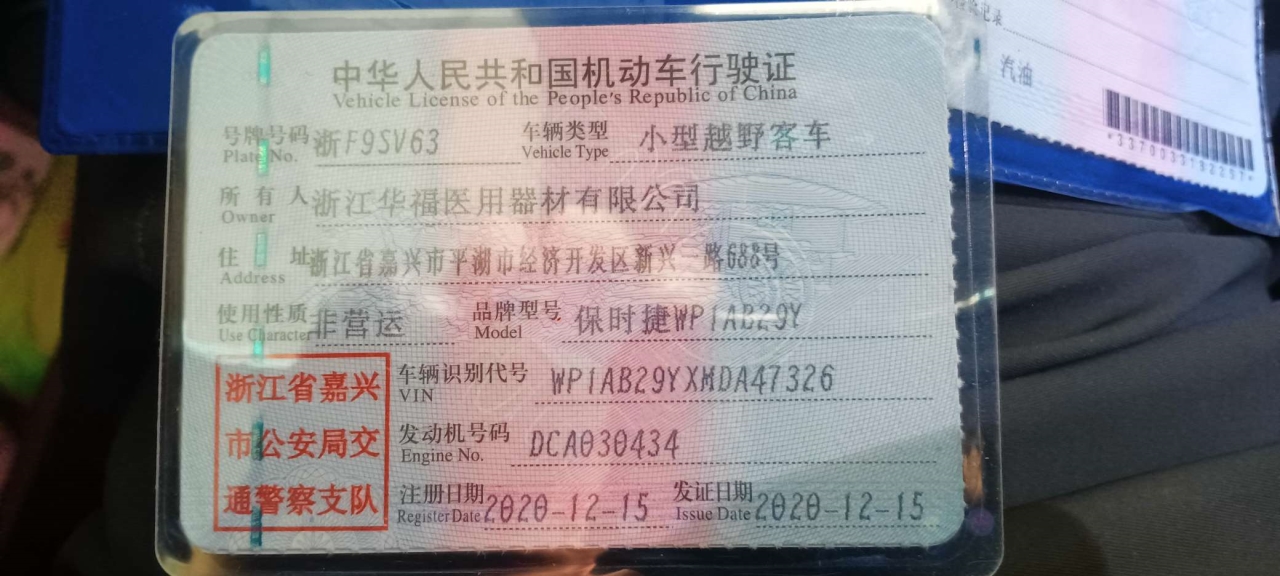 中华人民共和国机动车行驶证
Vehicle License of the People's Republic of China
号牌号码 浙F9SV63 车辆类型 小型越野客车
Plate No. Vehicle Type
所有人 浙江华福医用器材有限公司
Owner
住址 浙江省嘉兴市平湖市经济开发区新兴一路688号
Address
使用性质 非营运 品牌型号 保时捷WP1AB29Y
Use Character Model
车辆识别代号 WP1AB29YXMDA47326
VIN
发动机号码 DCA030434
Engine No.
注册日期 2020-12-15 发证日期 2020-12-15
Register Date Issue Date
浙江省嘉兴
市公安局交
通警察支队
记录
汽油